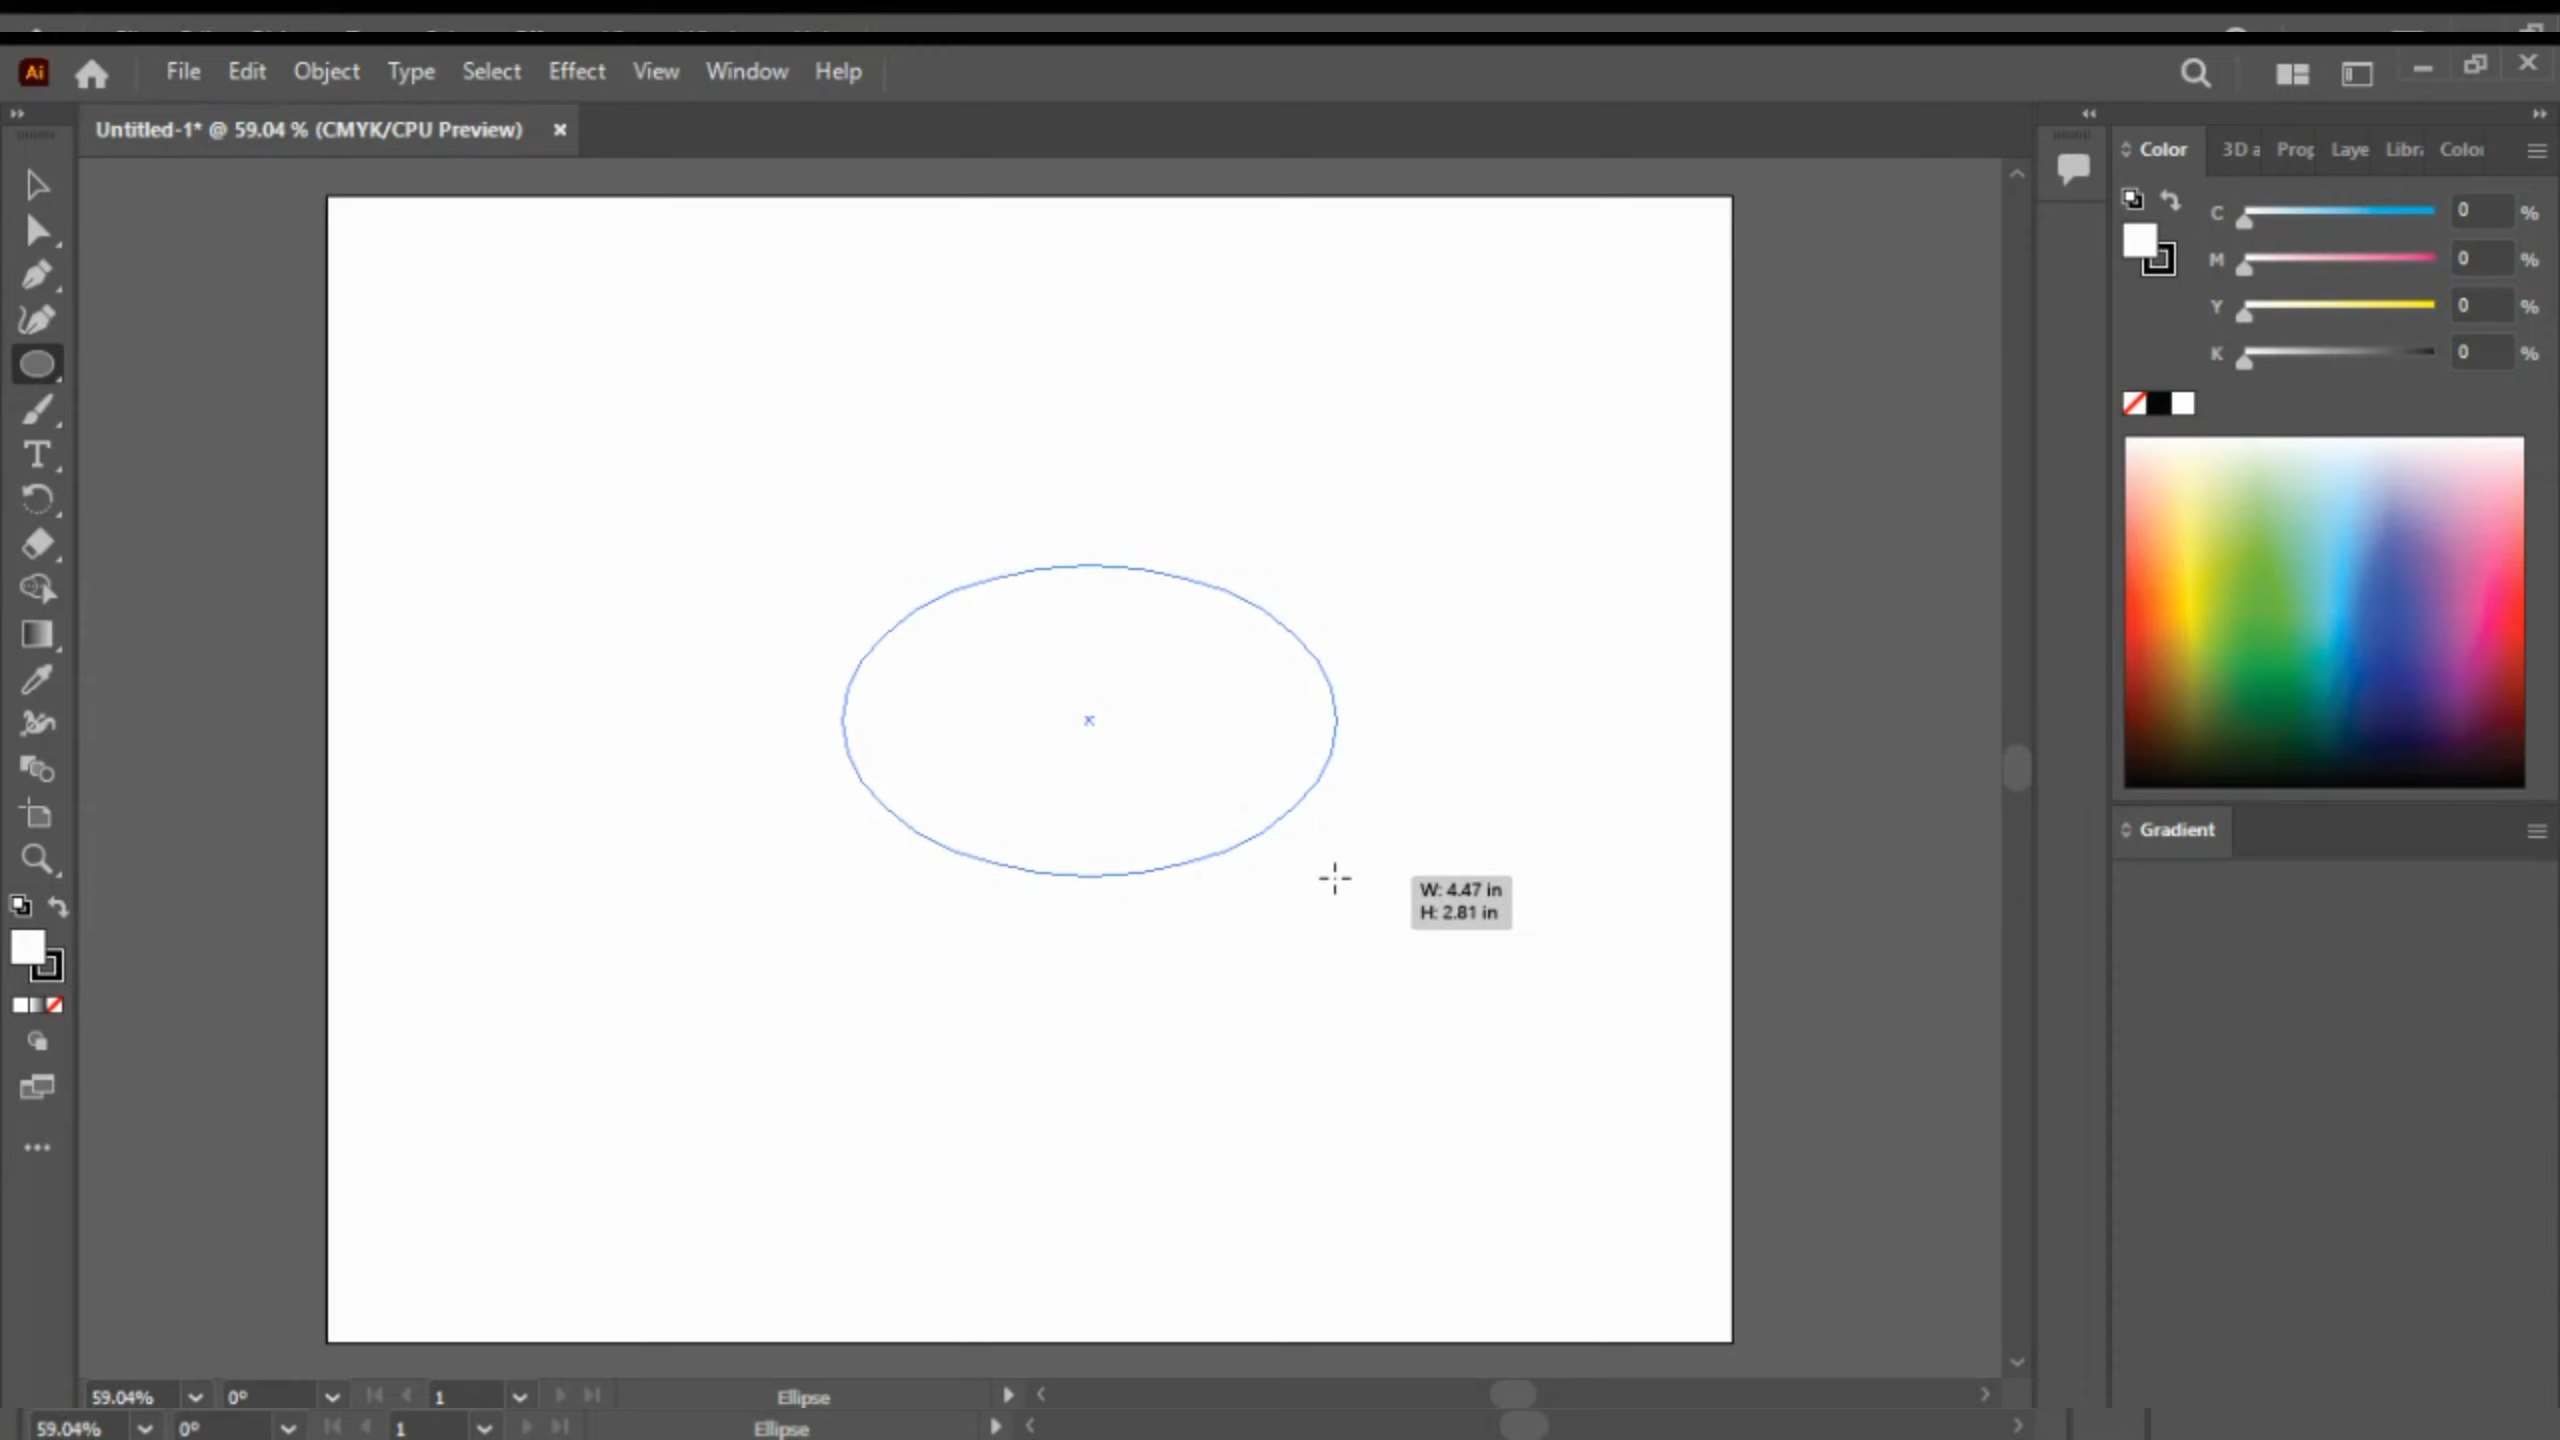 Ai File Edit Object Type Select Effect View Window Help
Untitled-1* @ 59.04 % (CMYK/CPU Preview) ×
Color 3D a Prop Laye Libra Color
C 0 %
M 0 %
Y 0 %
K 0 %
T
Gradient
W: 4.47 in
H: 2.81 in
59.04% 0° 1 Ellipse
59.04% 0° 1 Ellipse